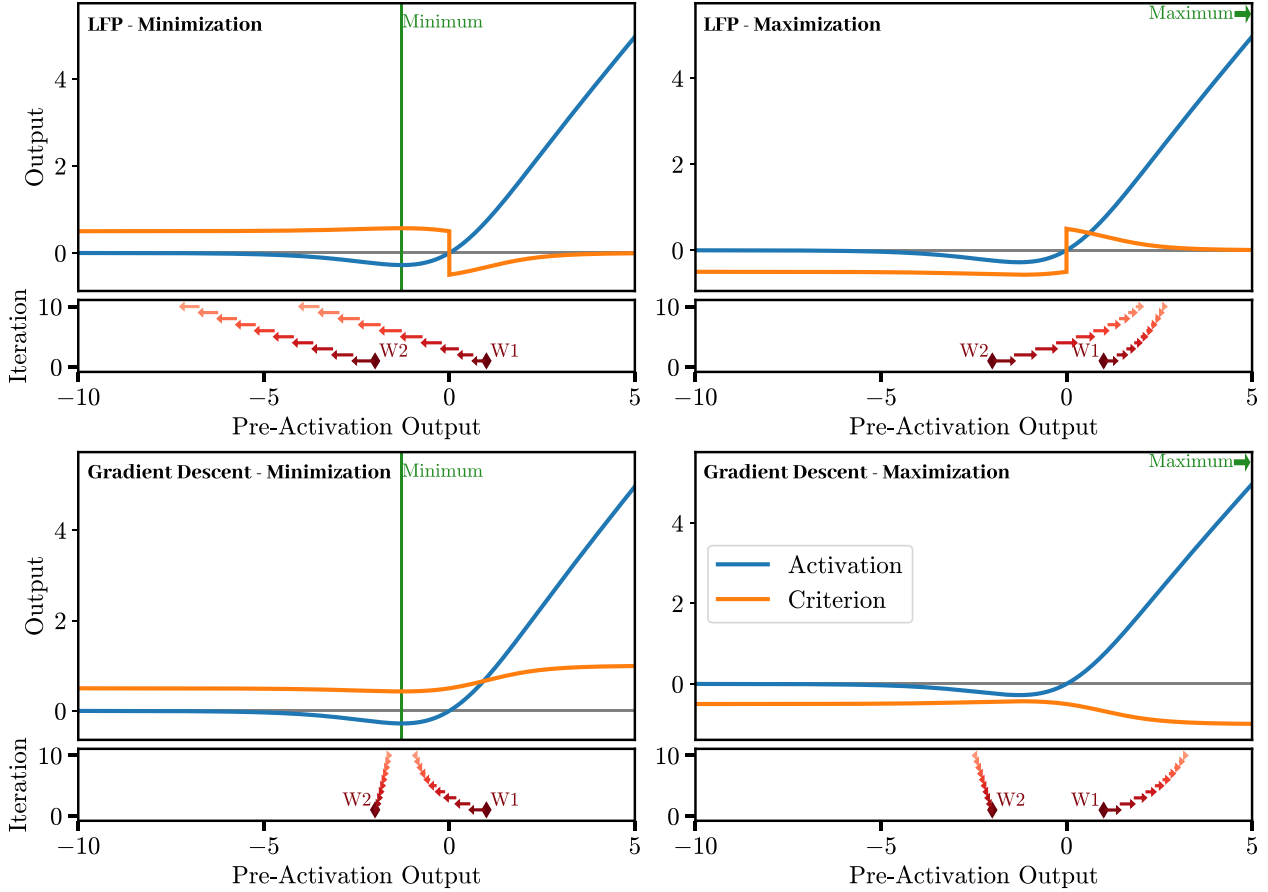 LFP - Minimization
Minimum
4
2
0
Output
10
0
Iteration
W2
W1
−10
−5
0
5
Pre-Activation Output
LFP - Maximization
Maximum
4
2
0
10
0
W2
W1
−10
−5
0
5
Pre-Activation Output
Gradient Descent - Minimization
Minimum
4
2
0
Output
10
0
Iteration
W2
W1
−10
−5
0
5
Pre-Activation Output
Gradient Descent - Maximization
Maximum
Activation
Criterion
4
2
0
10
0
W2
W1
−10
−5
0
5
Pre-Activation Output